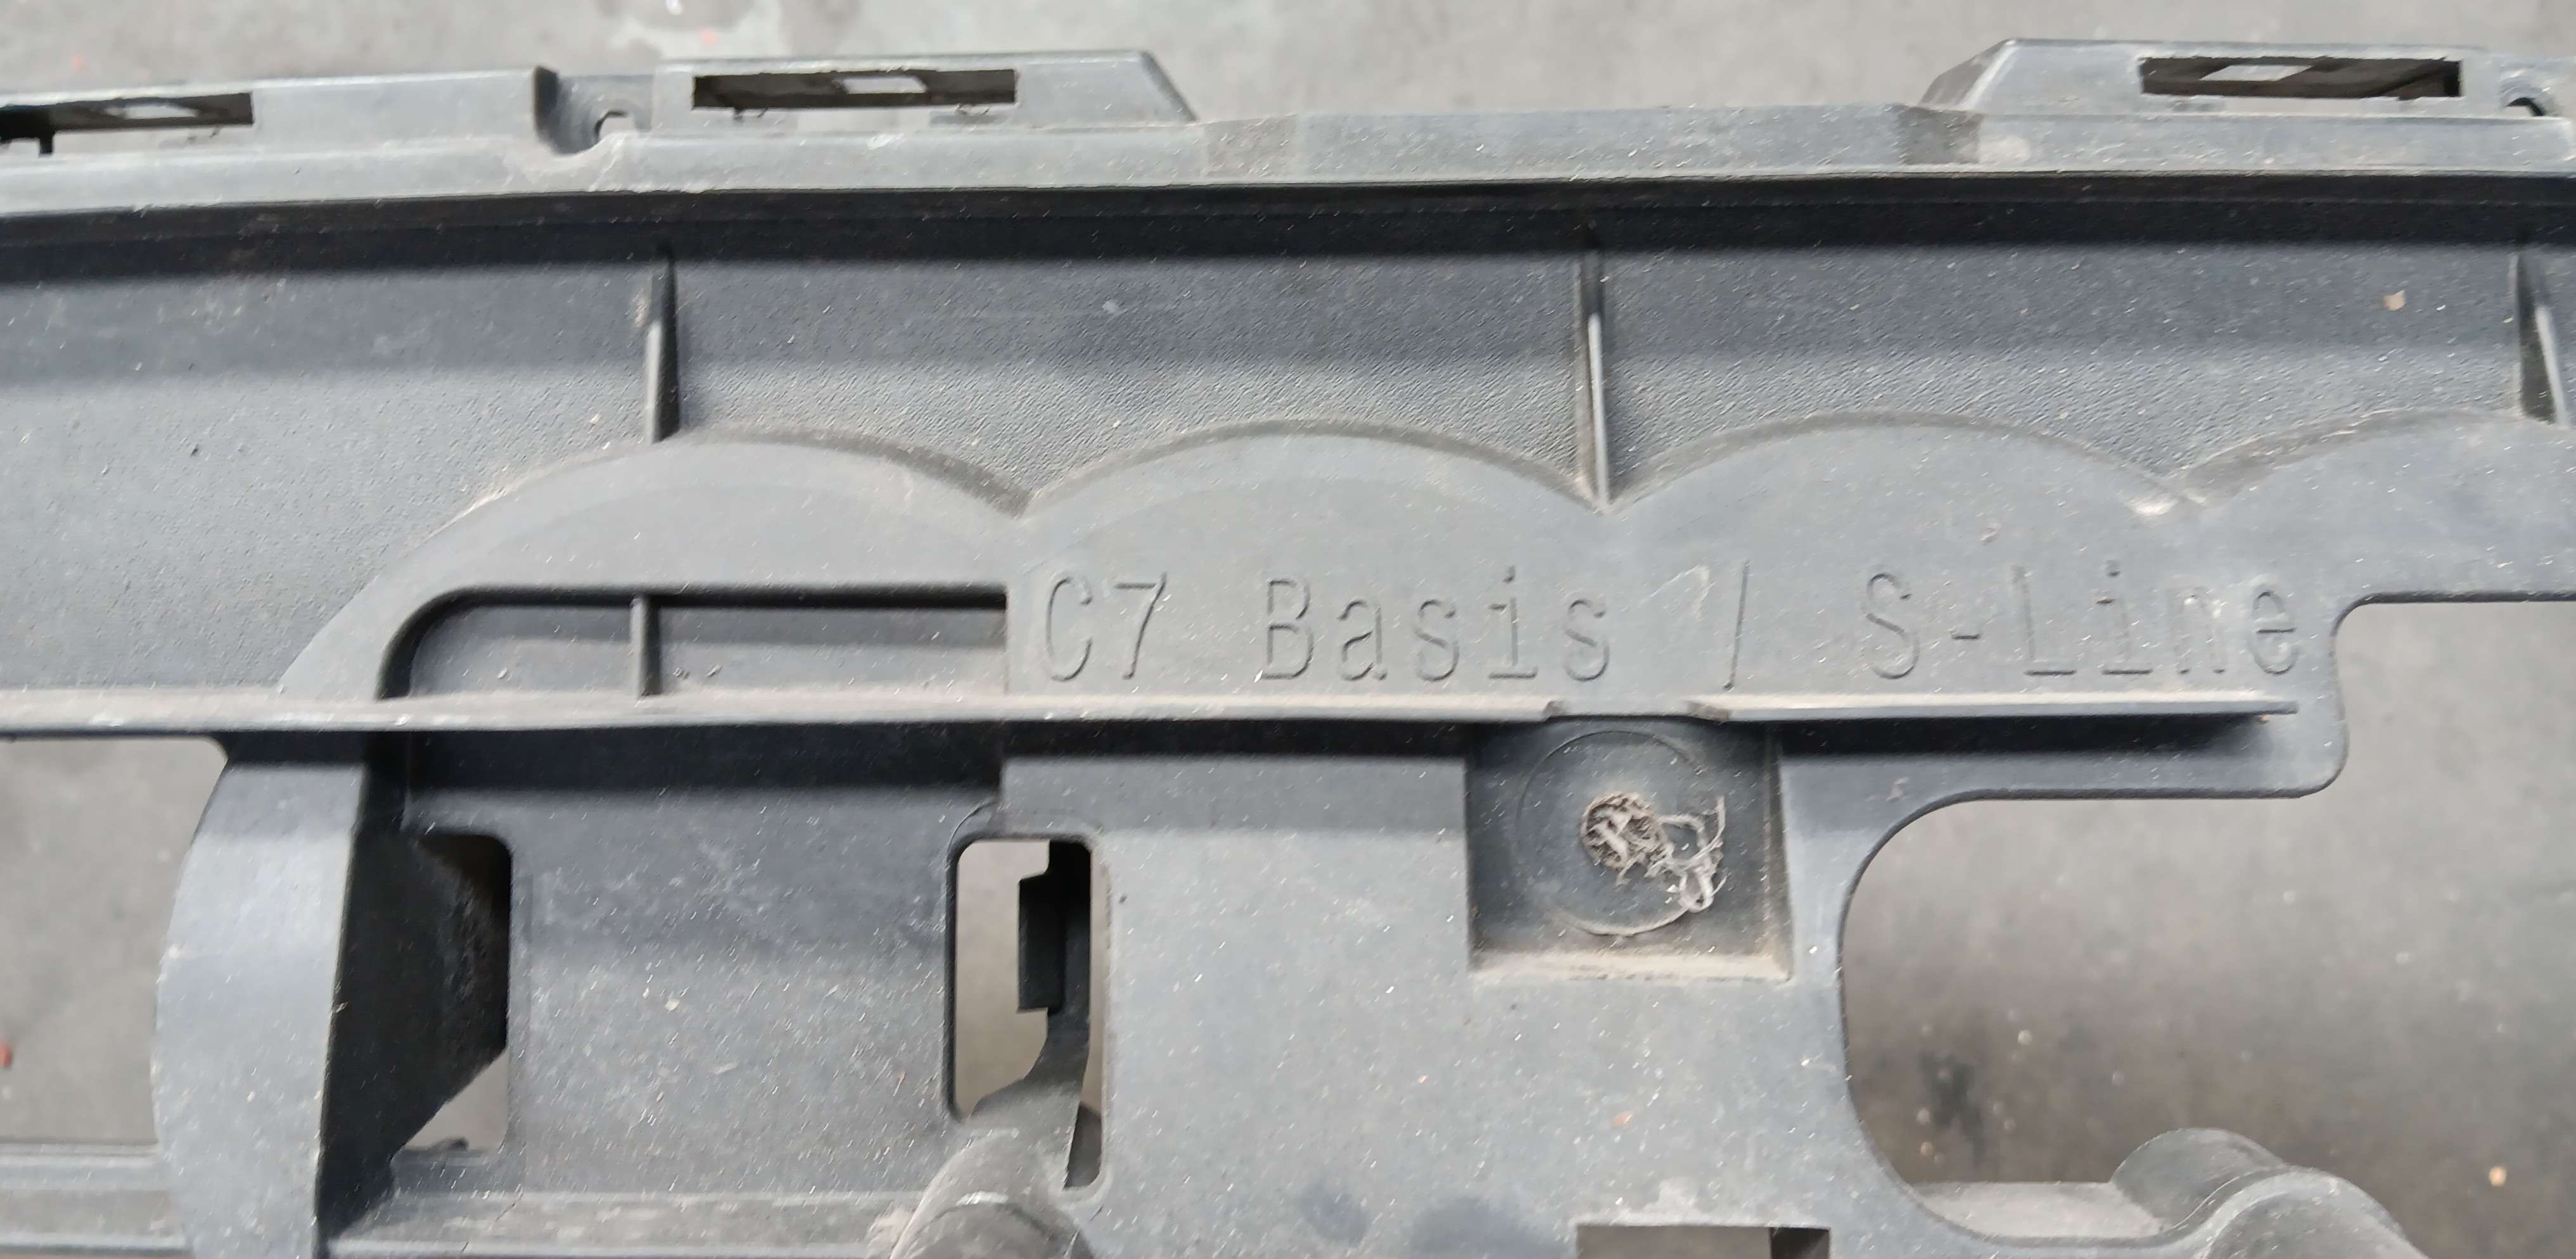 C7 Basis / S-Line